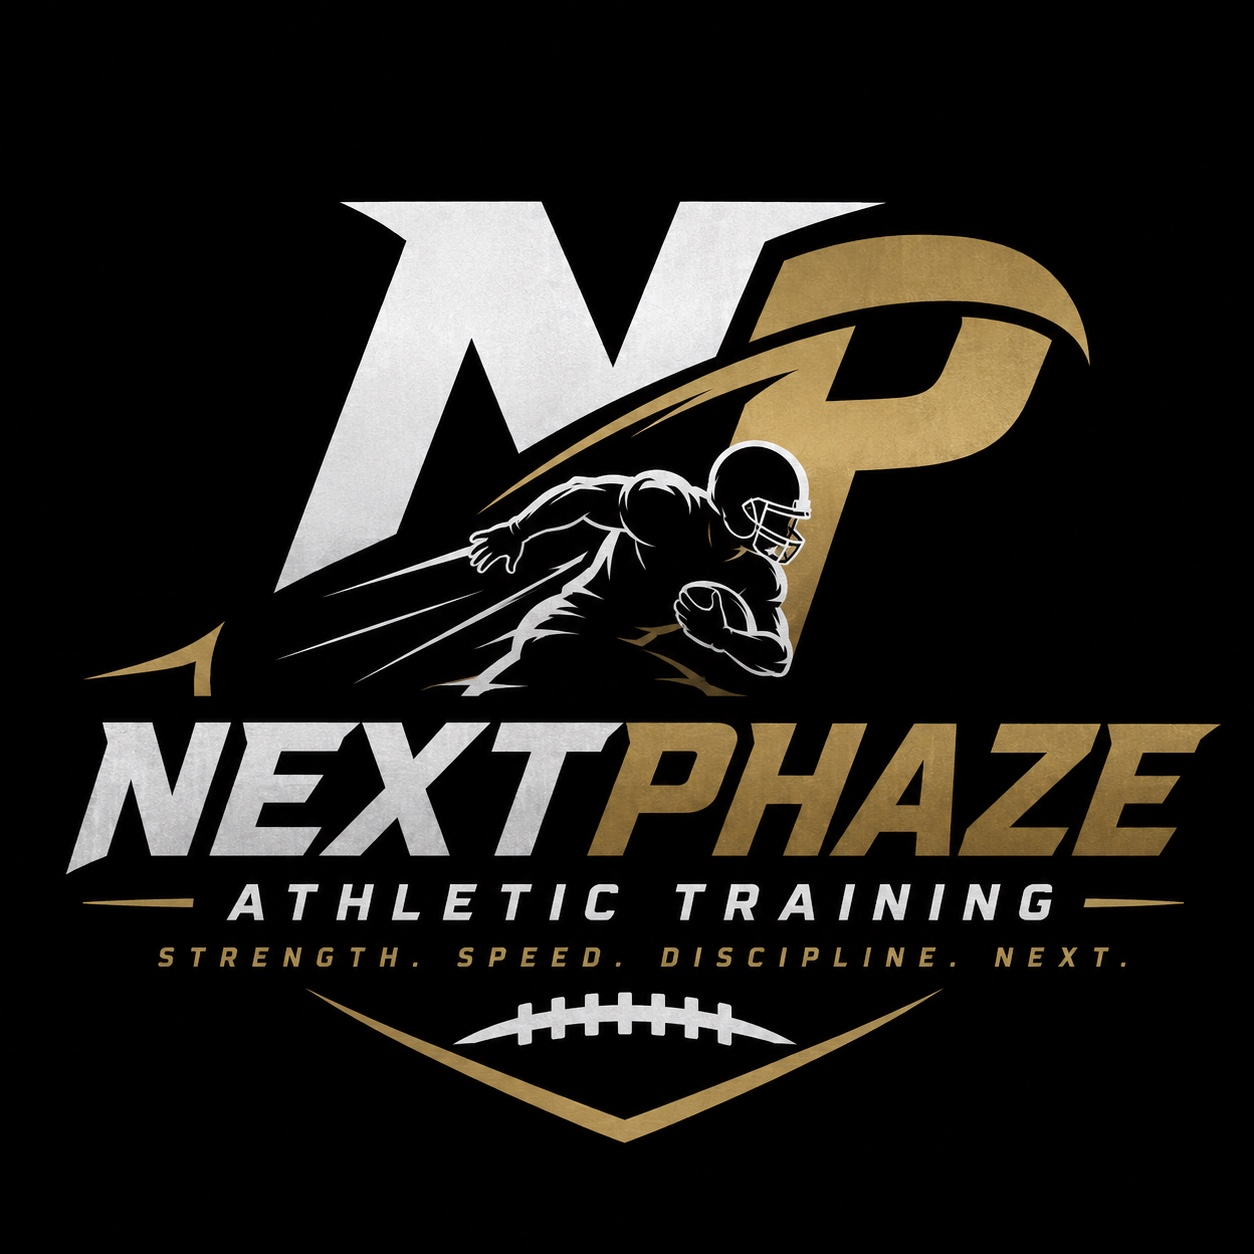 NP
NEXTPHAZE
ATHLETIC TRAINING
STRENGTH. SPEED. DISCIPLINE. NEXT.